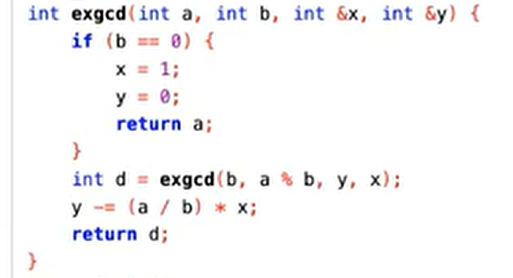 int exgcd(int a, int b, int &x, int &y) {
    if (b == 0) {
        x = 1;
        y = 0;
        return a;
    }
    int d = exgcd(b, a % b, y, x);
    y -= (a / b) * x;
    return d;
}